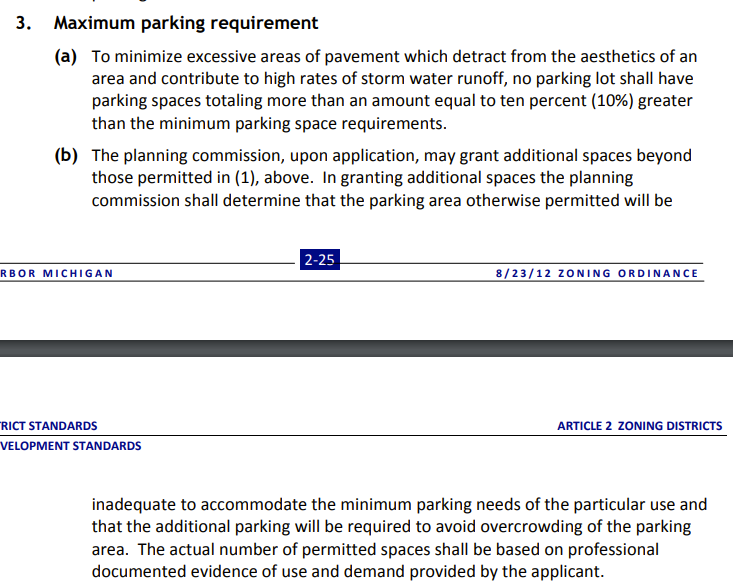 3. Maximum parking requirement
(a) To minimize excessive areas of pavement which detract from the aesthetics of an
area and contribute to high rates of storm water runoff, no parking lot shall have
parking spaces totaling more than an amount equal to ten percent (10%) greater
than the minimum parking space requirements.
(b) The planning commission, upon application, may grant additional spaces beyond
those permitted in (1), above. In granting additional spaces the planning
commission shall determine that the parking area otherwise permitted will be
2-25
RBOR MICHIGAN 8/23/12 ZONING ORDINANCE
RICT STANDARDS ARTICLE 2 ZONING DISTRICTS
VELOPMENT STANDARDS
inadequate to accommodate the minimum parking needs of the particular use and
that the additional parking will be required to avoid overcrowding of the parking
area. The actual number of permitted spaces shall be based on professional
documented evidence of use and demand provided by the applicant.